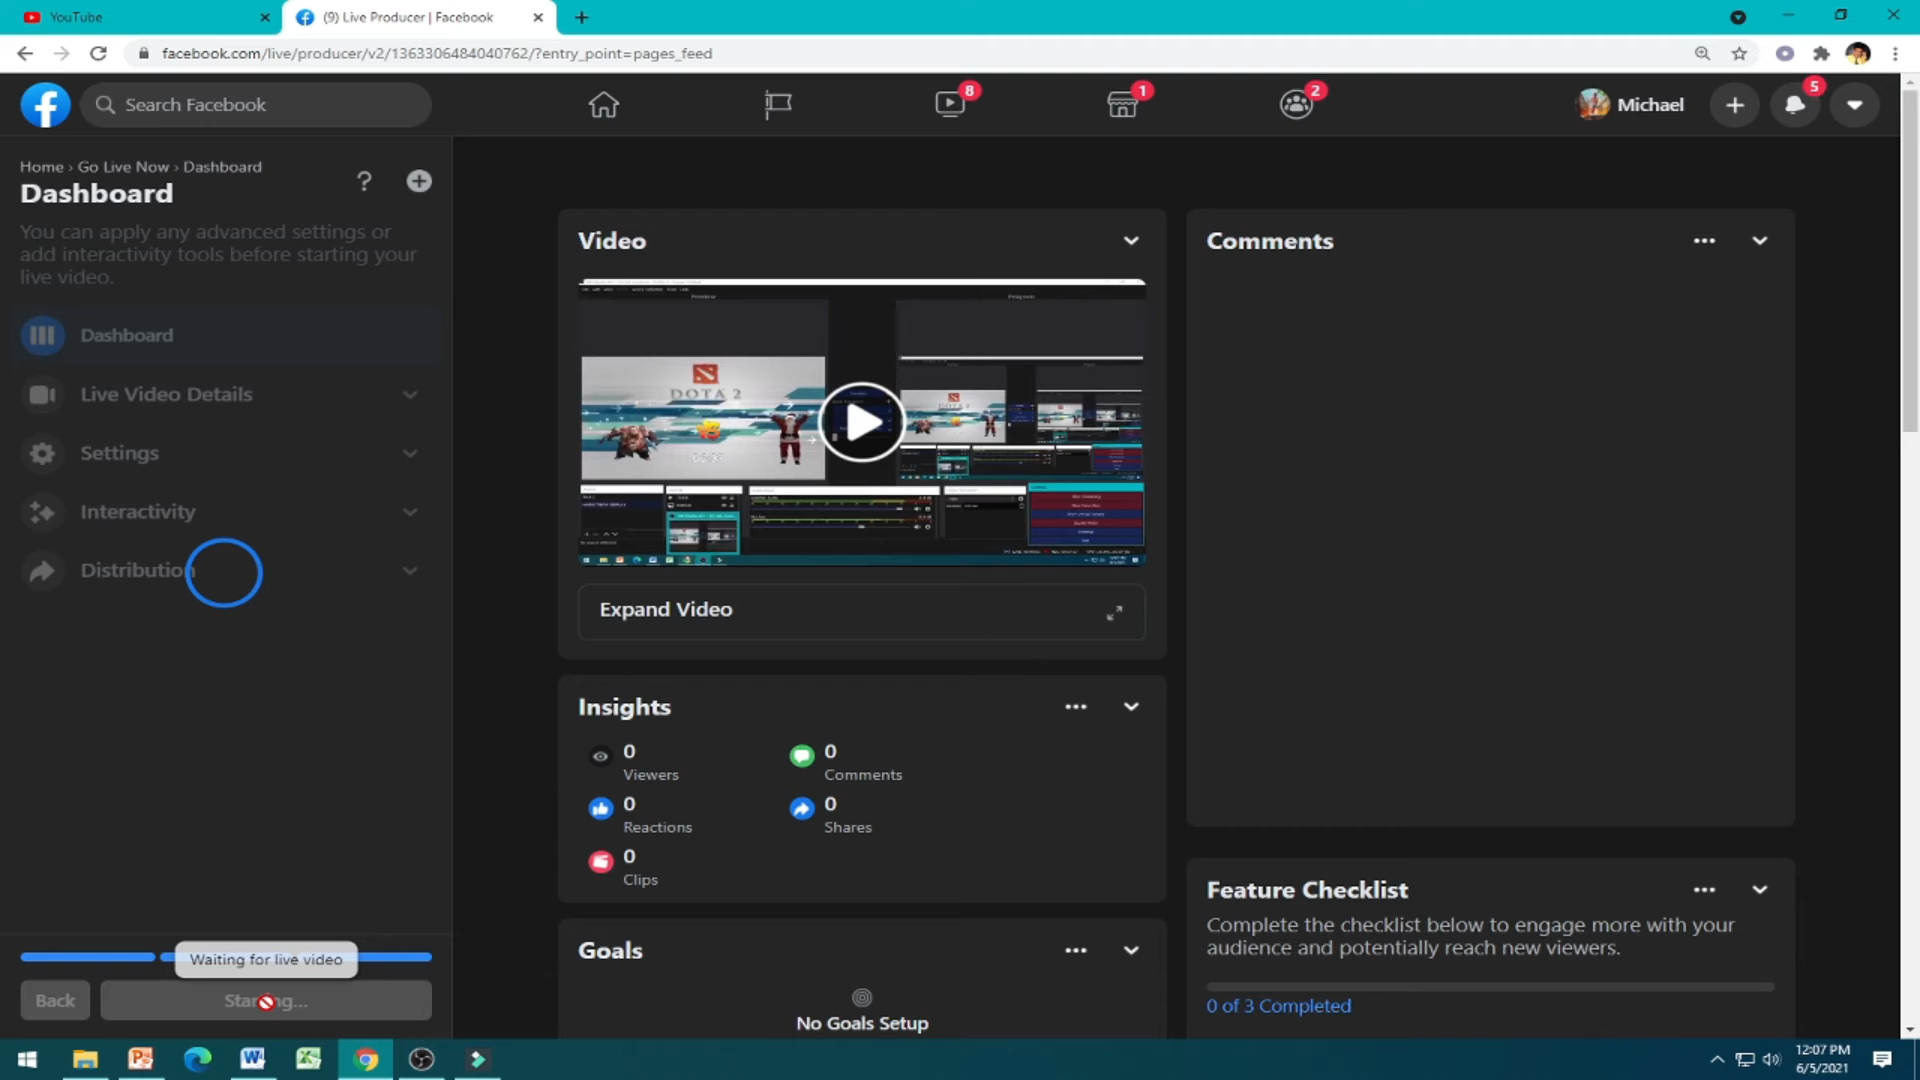 YouTube
(9) Live Producer | Facebook
facebook.com/live/producer/v2/1363306484040762/?entry_point=pages_feed
Search Facebook
8
1
2
Michael
5
Home › Go Live Now › Dashboard
Dashboard
You can apply any advanced settings or
add interactivity tools before starting your
live video.
Dashboard
Live Video Details
Settings
Interactivity
Distribution
Waiting for live video
Back
Starting...
Video
DOTA 2
Expand Video
Insights
0
Viewers
0
Comments
0
Reactions
0
Shares
0
Clips
Goals
No Goals Setup
Comments
Feature Checklist
Complete the checklist below to engage more with your
audience and potentially reach new viewers.
0 of 3 Completed
12:07 PM
6/5/2021